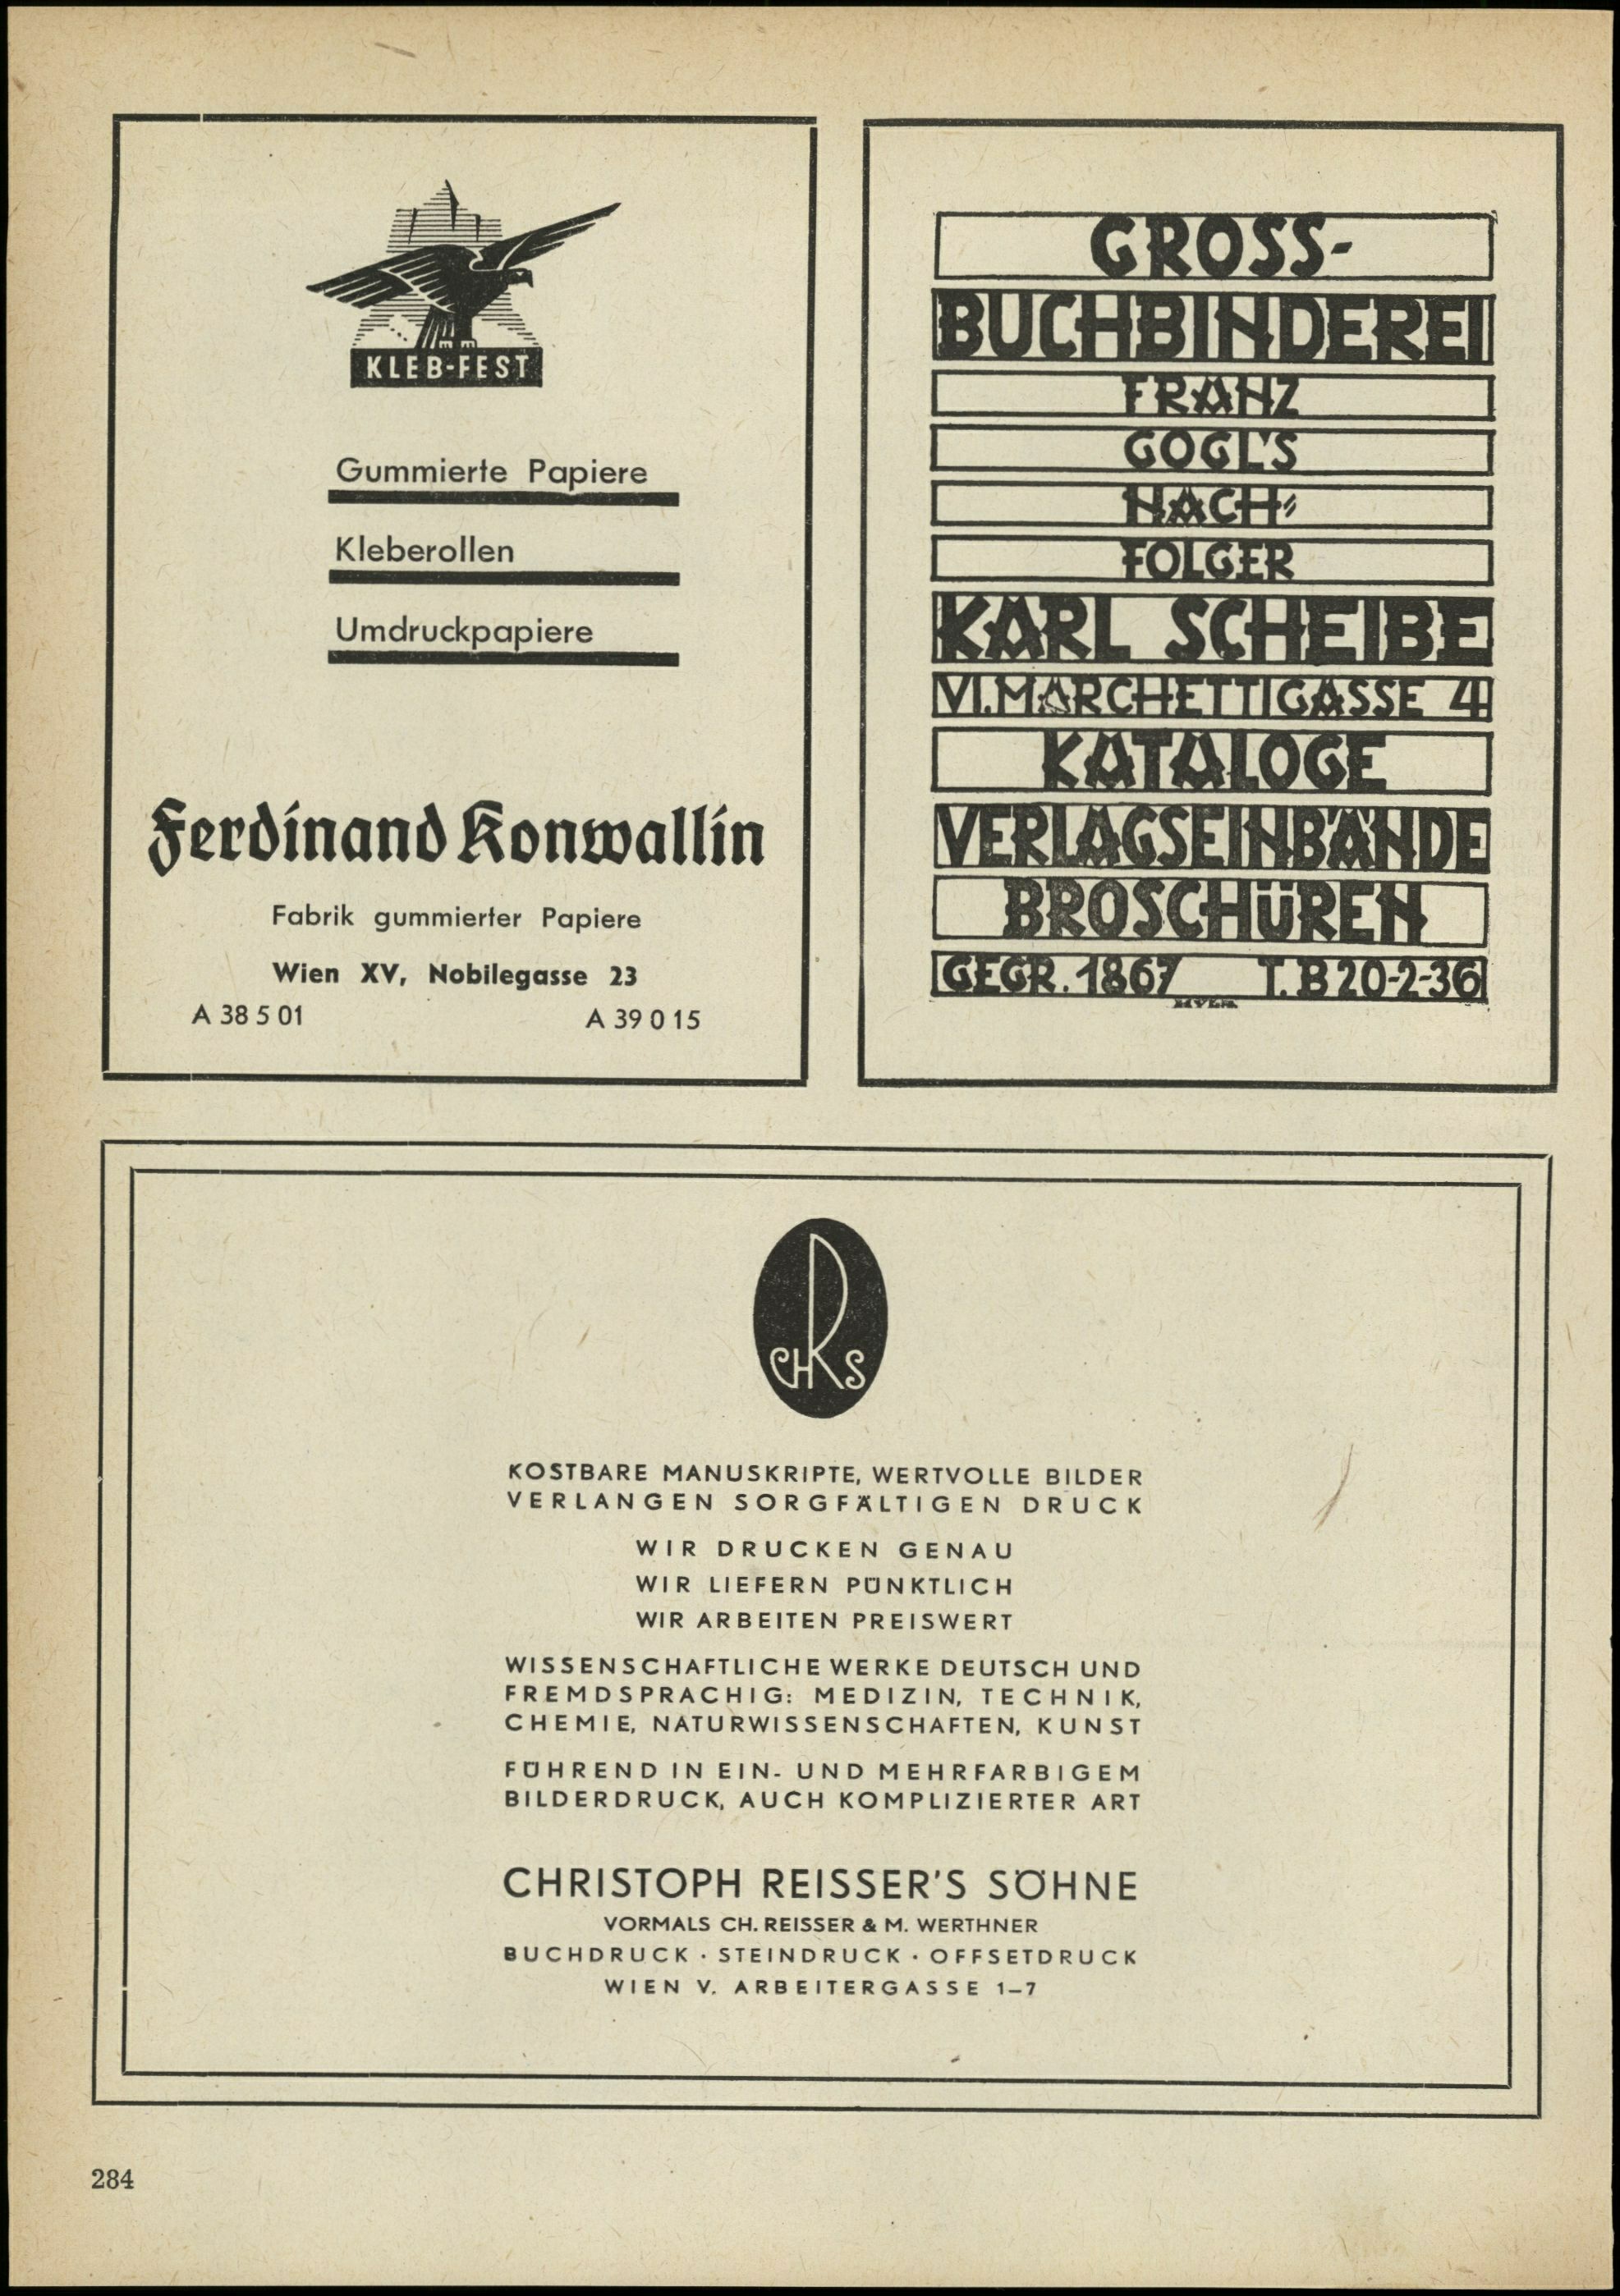 KLEB-FEST
Gummierte Papiere
Kleberollen
Umdruckpapiere
Ferdinand Konwallin
Fabrik gummierter Papiere
Wien XV, Nobilegasse 23
A 38 5 01 A 39 0 15
GROSS-
BUCHBINDEREI
FRANZ
GOGL'S
NACH-
FOLGER
KARL SCHEIBE
VI. MARCHETTIGASSE 4
KATALOGE
VERLAGSEINBÄNDE
BROSCHÜREN
GEGR. 1867 T. B 20-2-36
CHRS
KOSTBARE MANUSKRIPTE, WERTVOLLE BILDER
VERLANGEN SORGFÄLTIGEN DRUCK
WIR DRUCKEN GENAU
WIR LIEFERN PÜNKTLICH
WIR ARBEITEN PREISWERT
WISSENSCHAFTLICHE WERKE DEUTSCH UND
FREMDSPRACHIG: MEDIZIN, TECHNIK,
CHEMIE, NATURWISSENSCHAFTEN, KUNST
FÜHREND IN EIN- UND MEHRFARBIGEM
BILDERDRUCK, AUCH KOMPLIZIERTER ART
CHRISTOPH REISSER'S SÖHNE
VORMALS CH. REISSER & M. WERTHNER
BUCHDRUCK · STEINDRUCK · OFFSETDRUCK
WIEN V. ARBEITERGASSE 1–7
284